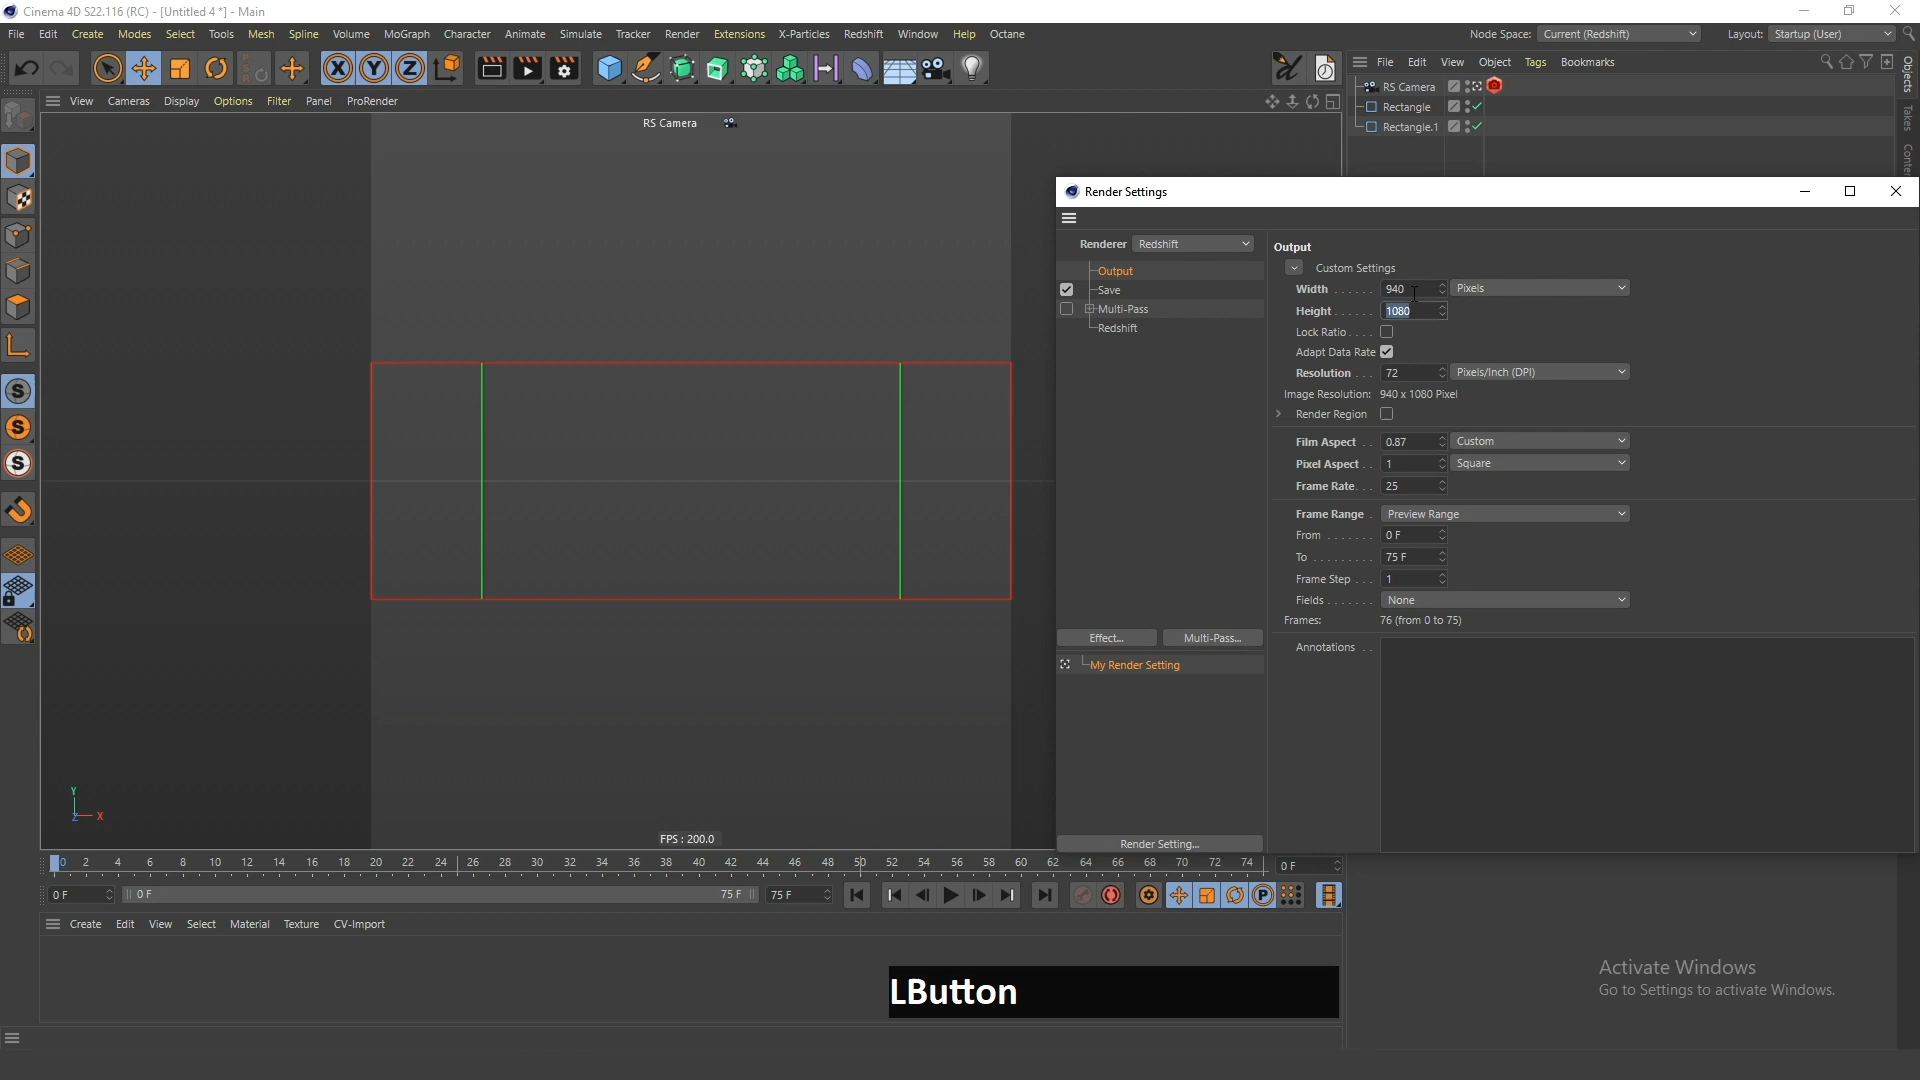 Cinema 4D S22.116 (RC) - [Untitled 4 *] - Main
File Edit Create Modes Select Tools Mesh Spline Volume MoGraph Character Animate Simulate Tracker Render Extensions X-Particles Redshift Window Help Octane
Node Space: Current (Redshift) Layout: Startup (User)
File Edit View Object Tags Bookmarks
View Cameras Display Options Filter Panel ProRender
RS Camera
RS Camera
Rectangle
Rectangle.1
Objects
Takes
Render Settings
Renderer Redshift
Output
Save
Multi-Pass
Redshift
Effect... Multi-Pass...
My Render Setting
Render Setting...
Output
Custom Settings
Width 940 Pixels
Height 1080
Lock Ratio
Adapt Data Rate
Resolution 72 Pixels/Inch (DPI)
Image Resolution: 940 x 1080 Pixel
Render Region
Film Aspect 0.87 Custom
Pixel Aspect 1 Square
Frame Rate 25
Frame Range Preview Range
From 0 F
To 75 F
Frame Step 1
Fields None
Frames: 76 (from 0 to 75)
Annotations
Y
Z X
FPS : 200.0
0 2 4 6 8 10 12 14 16 18 20 22 24 26 28 30 32 34 36 38 40 42 44 46 48 50 52 54 56 58 60 62 64 66 68 70 72 74 0 F
0 F 0 F 75 F 75 F
Create Edit View Select Material Texture CV-Import
LButton
Activate Windows
Go to Settings to activate Windows.